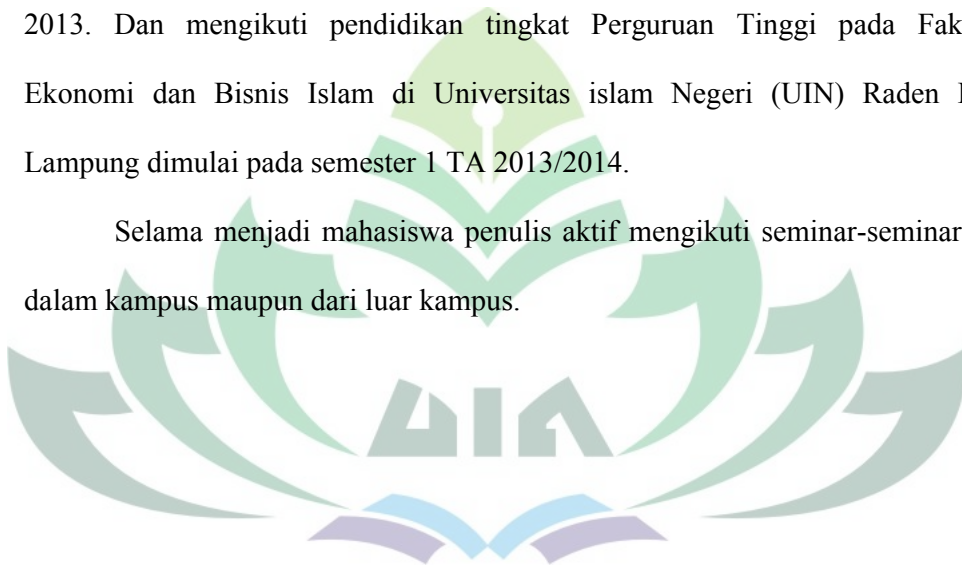 2013. Dan mengikuti pendidikan tingkat Perguruan Tinggi pada Fak
Ekonomi dan Bisnis Islam di Universitas islam Negeri (UIN) Raden
Lampung dimulai pada semester 1 TA 2013/2014.
Selama menjadi mahasiswa penulis aktif mengikuti seminar-seminar
dalam kampus maupun dari luar kampus.
UIN